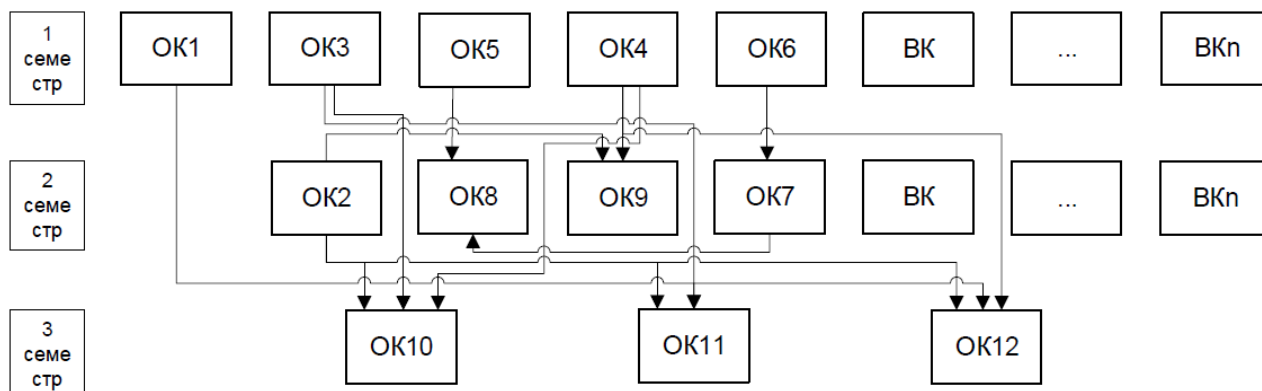 1
семе
стр
ОК1
ОК3
ОК5
ОК4
ОК6
ВК
...
ВКn
2
семе
стр
ОК2
ОК8
ОК9
ОК7
ВК
...
ВКn
3
семе
стр
ОК10
ОК11
ОК12